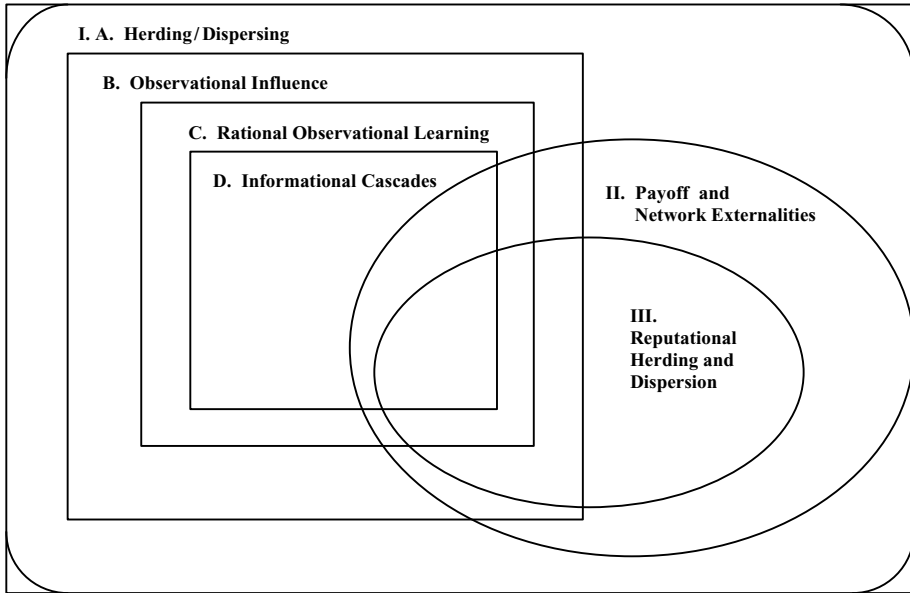 I. A. Herding/Dispersing
B. Observational Influence
C. Rational Observational Learning
D. Informational Cascades
II. Payoff and
Network Externalities
III.
Reputational
Herding and
Dispersion